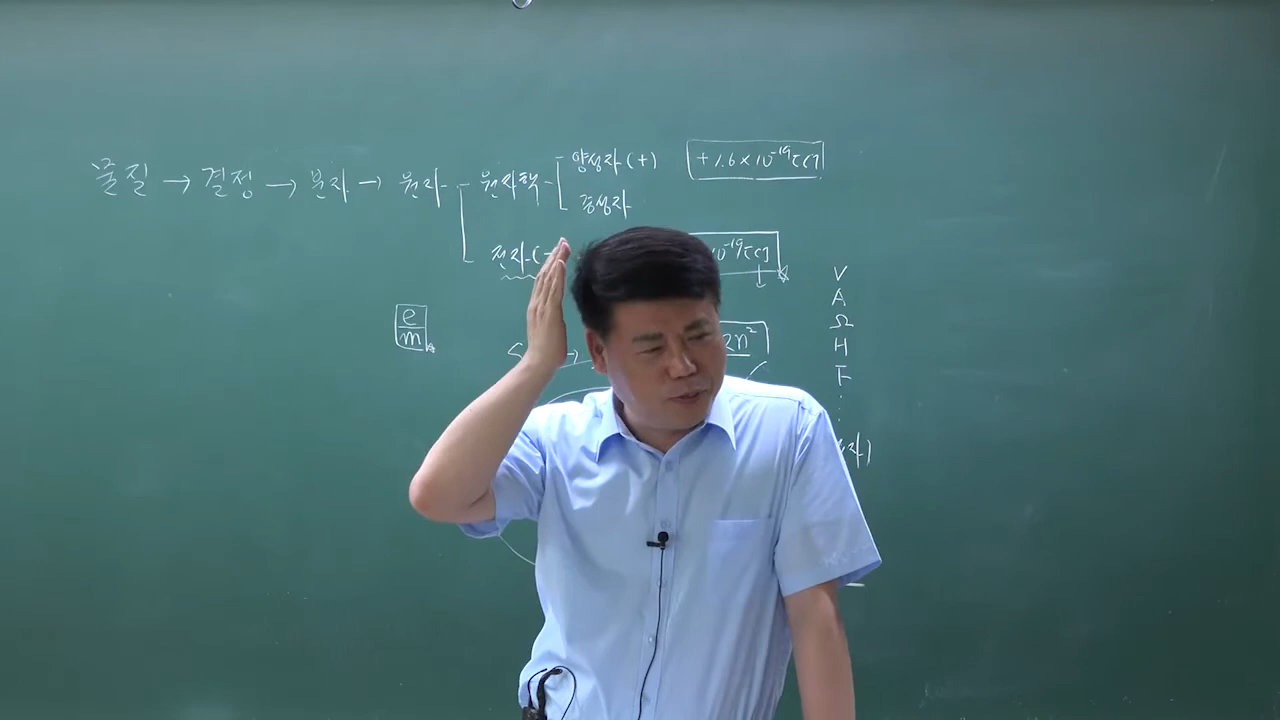 물질 → 결정 → 분자 → 원자
원자핵
양성자 (+)
+1.6×10⁻¹⁹[C]
중성자
전자 (-
10⁻¹⁹[C]
e/m
2n²
V
A
Ω
H
F